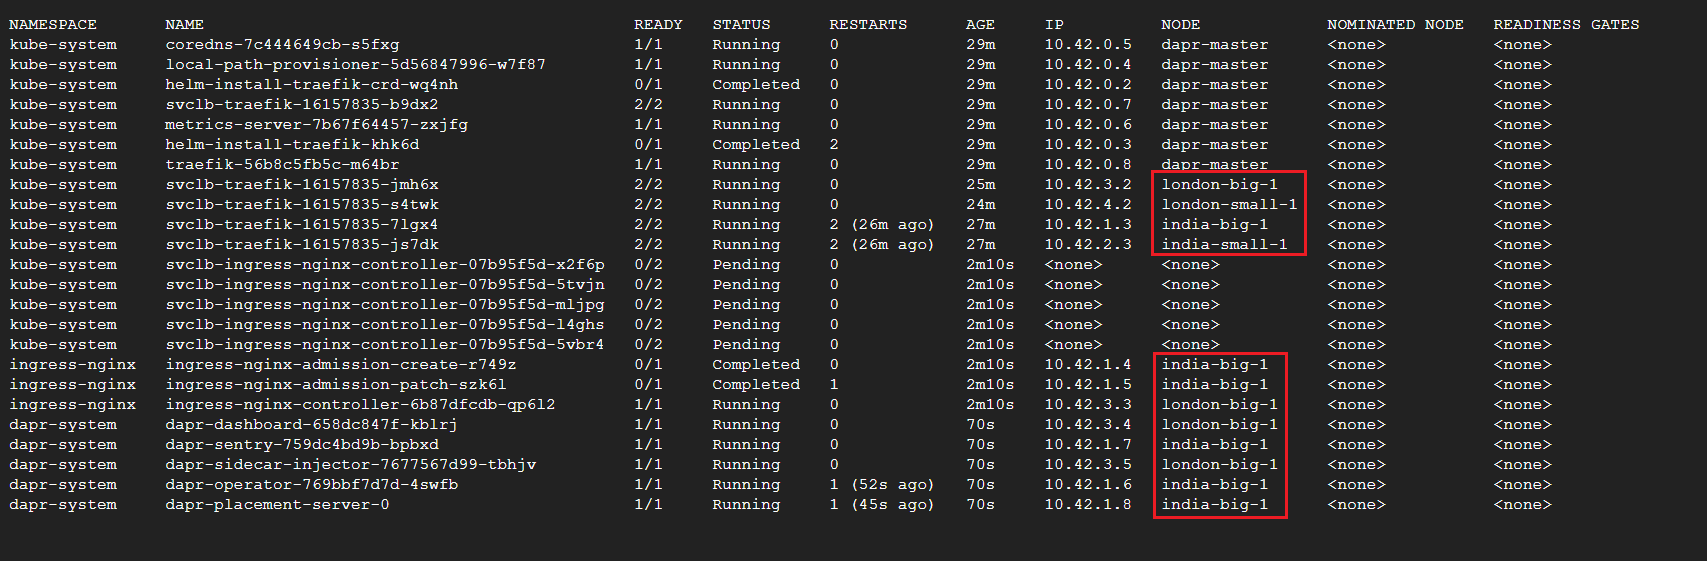 NAMESPACE NAME READY STATUS RESTARTS AGE IP NODE NOMINATED NODE READINESS GATES
kube-system coredns-7c444649cb-s5fxg 1/1 Running 0 29m 10.42.0.5 dapr-master <none> <none>
kube-system local-path-provisioner-5d56847996-w7f87 1/1 Running 0 29m 10.42.0.4 dapr-master <none> <none>
kube-system helm-install-traefik-crd-wq4nh 0/1 Completed 0 29m 10.42.0.2 dapr-master <none> <none>
kube-system svclb-traefik-16157835-b9dx2 2/2 Running 0 29m 10.42.0.7 dapr-master <none> <none>
kube-system metrics-server-7b67f64457-zxjfg 1/1 Running 0 29m 10.42.0.6 dapr-master <none> <none>
kube-system helm-install-traefik-khk6d 0/1 Completed 2 29m 10.42.0.3 dapr-master <none> <none>
kube-system traefik-56b8c5fb5c-m64br 1/1 Running 0 29m 10.42.0.8 dapr-master <none> <none>
kube-system svclb-traefik-16157835-jmh6x 2/2 Running 0 25m 10.42.3.2 london-big-1 <none> <none>
kube-system svclb-traefik-16157835-s4twk 2/2 Running 0 24m 10.42.4.2 london-small-1 <none> <none>
kube-system svclb-traefik-16157835-7lgx4 2/2 Running 2 (26m ago) 27m 10.42.1.3 india-big-1 <none> <none>
kube-system svclb-traefik-16157835-js7dk 2/2 Running 2 (26m ago) 27m 10.42.2.3 india-small-1 <none> <none>
kube-system svclb-ingress-nginx-controller-07b95f5d-x2f6p 0/2 Pending 0 2m10s <none> <none> <none> <none>
kube-system svclb-ingress-nginx-controller-07b95f5d-5tvjn 0/2 Pending 0 2m10s <none> <none> <none> <none>
kube-system svclb-ingress-nginx-controller-07b95f5d-mljpg 0/2 Pending 0 2m10s <none> <none> <none> <none>
kube-system svclb-ingress-nginx-controller-07b95f5d-l4ghs 0/2 Pending 0 2m10s <none> <none> <none> <none>
kube-system svclb-ingress-nginx-controller-07b95f5d-5vbr4 0/2 Pending 0 2m10s <none> <none> <none> <none>
ingress-nginx ingress-nginx-admission-create-r749z 0/1 Completed 0 2m10s 10.42.1.4 india-big-1 <none> <none>
ingress-nginx ingress-nginx-admission-patch-szk6l 0/1 Completed 1 2m10s 10.42.1.5 india-big-1 <none> <none>
ingress-nginx ingress-nginx-controller-6b87dfcdb-qp6l2 1/1 Running 0 2m10s 10.42.3.3 london-big-1 <none> <none>
dapr-system dapr-dashboard-658dc847f-kblrj 1/1 Running 0 70s 10.42.3.4 london-big-1 <none> <none>
dapr-system dapr-sentry-759dc4bd9b-bpbxd 1/1 Running 0 70s 10.42.1.7 india-big-1 <none> <none>
dapr-system dapr-sidecar-injector-7677567d99-tbhjv 1/1 Running 0 70s 10.42.3.5 london-big-1 <none> <none>
dapr-system dapr-operator-769bbf7d7d-4swfb 1/1 Running 1 (52s ago) 70s 10.42.1.6 india-big-1 <none> <none>
dapr-system dapr-placement-server-0 1/1 Running 1 (45s ago) 70s 10.42.1.8 india-big-1 <none> <none>